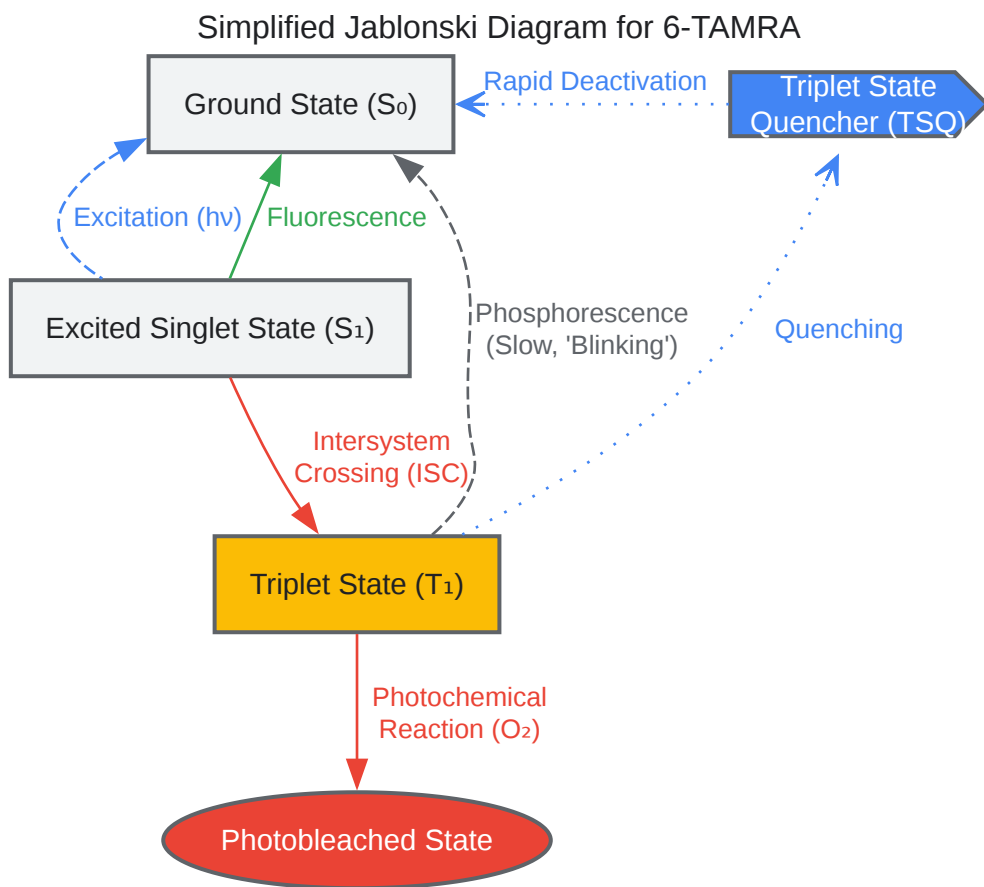 Simplified Jablonski Diagram for 6-TAMRA
Ground State (S₀)
Rapid Deactivation
Triplet State
Quencher (TSQ)
Excitation (hν)
Fluorescence
Excited Singlet State (S₁)
Phosphorescence
(Slow, 'Blinking')
Quenching
Intersystem
Crossing (ISC)
Triplet State (T₁)
Photochemical
Reaction (O₂)
Photobleached State